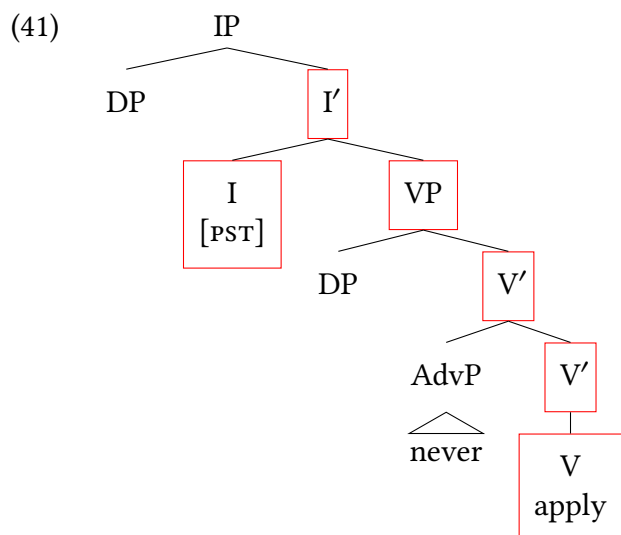 (41) IP
DP I′
I VP
[PST]
DP V′
AdvP V′
never V
apply